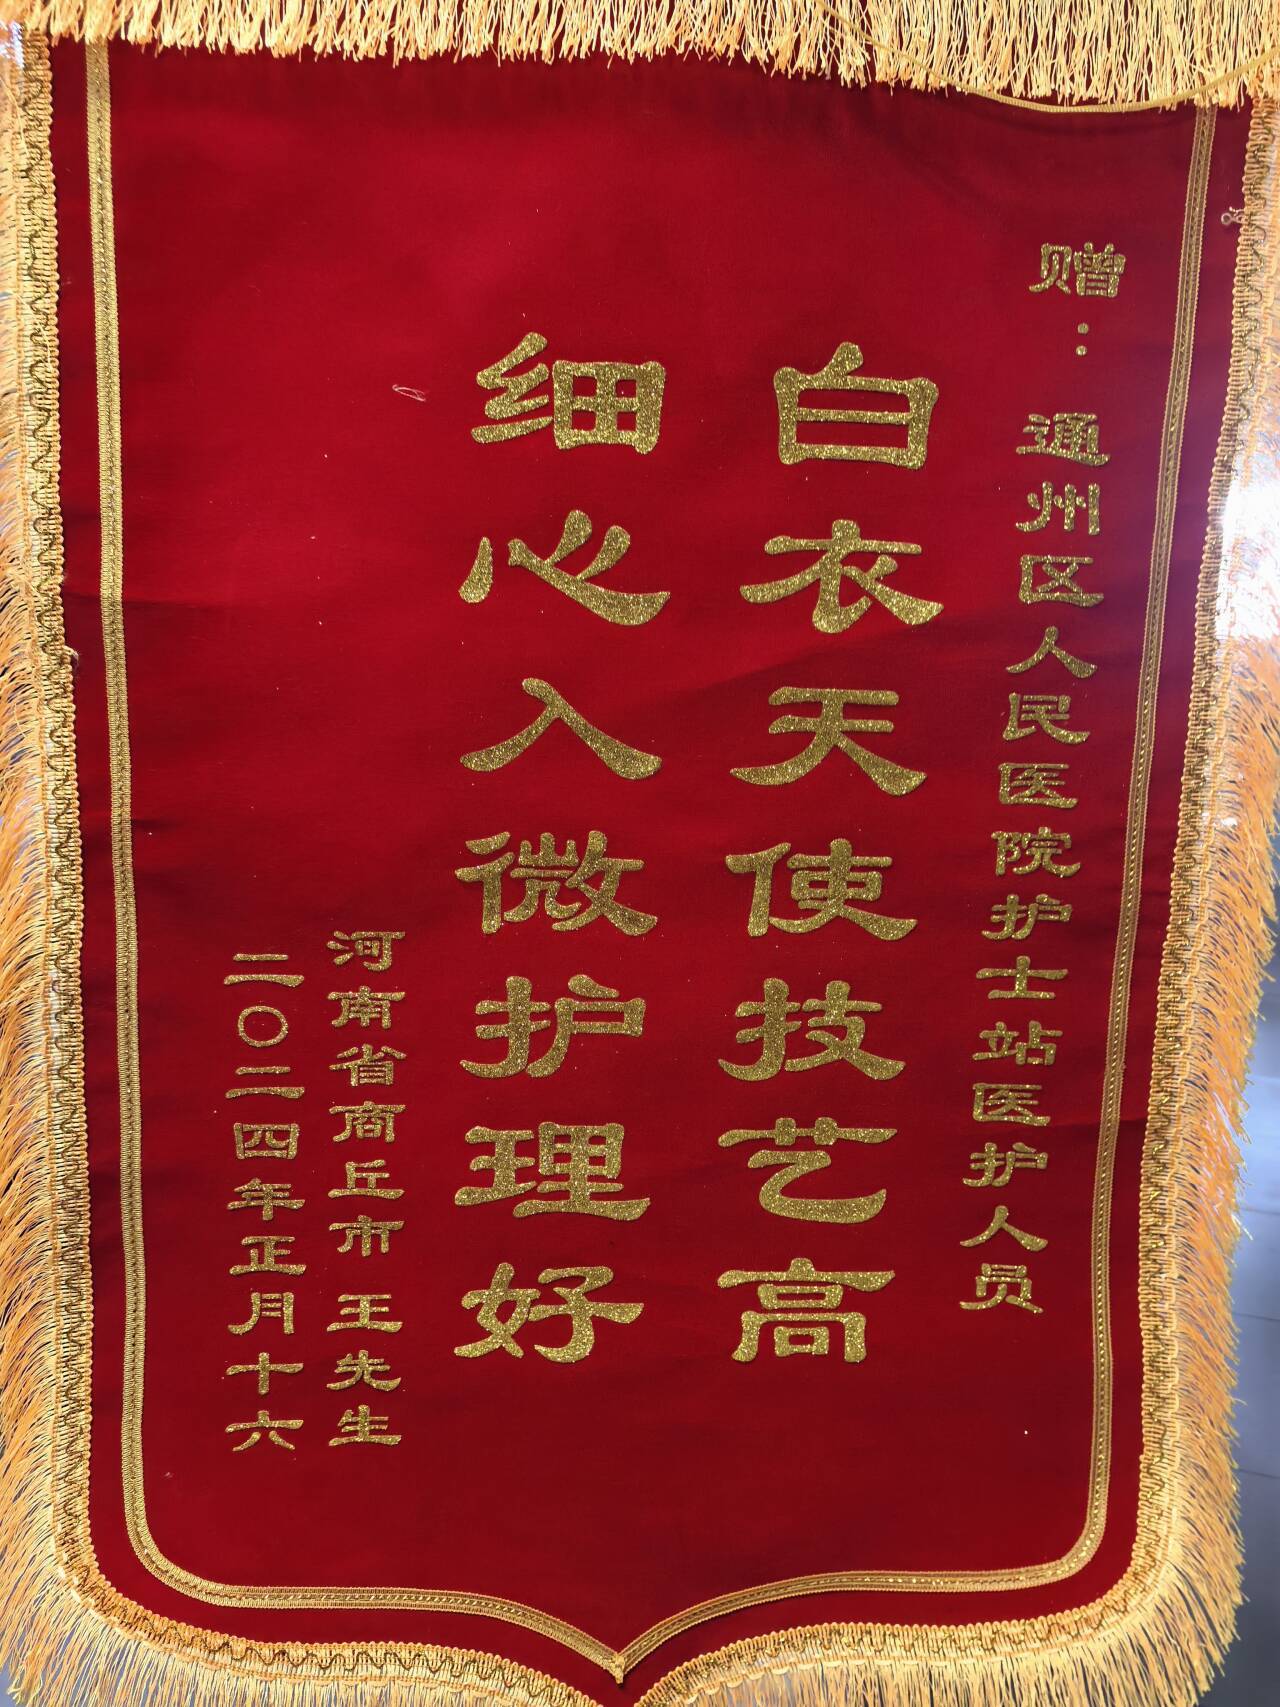 赠：通州区人民医院护士站医护人员
白衣天使技艺高
细心入微护理好
河南省商丘市 王先生
二〇二四年正月十六